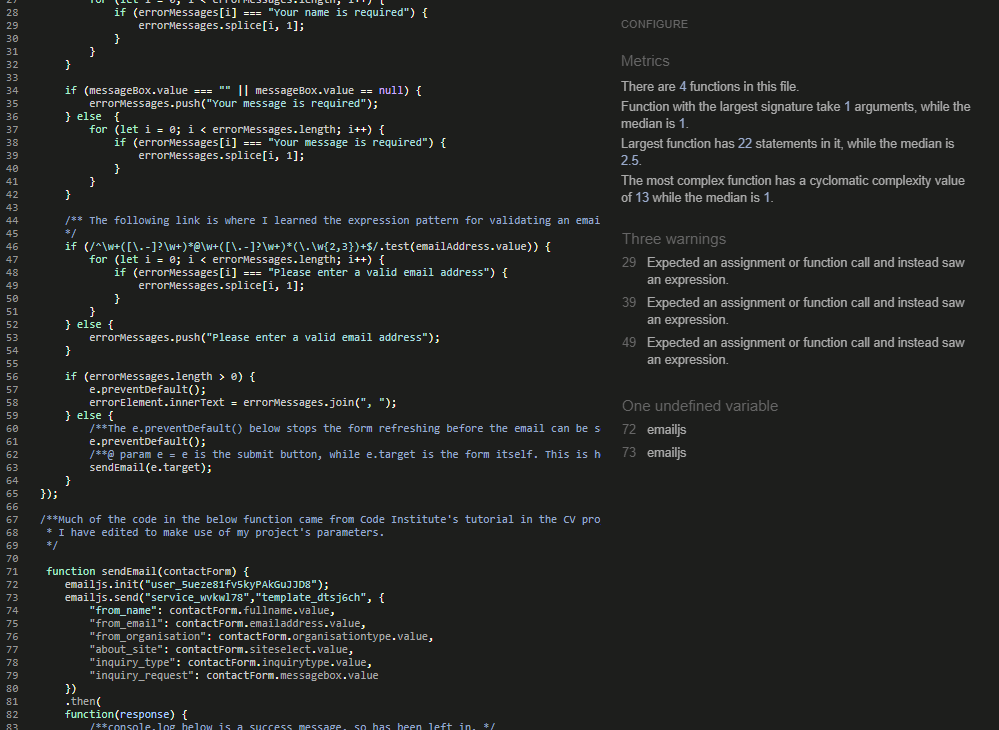 27 for (let i = 0; i < errorMessages.length; i++) {
28 if (errorMessages[i] === "Your name is required") {
29 errorMessages.splice[i, 1];
30 }
31 }
32 }
33
34 if (messageBox.value === "" || messageBox.value == null) {
35 errorMessages.push("Your message is required");
36 } else {
37 for (let i = 0; i < errorMessages.length; i++) {
38 if (errorMessages[i] === "Your message is required") {
39 errorMessages.splice[i, 1];
40 }
41 }
42 }
43
44 /** The following link is where I learned the expression pattern for validating an emai
45 */
46 if (/^\w+([\.-]?\w+)*@\w+([\.-]?\w+)*(\.\w{2,3})+$/.test(emailAddress.value)) {
47 for (let i = 0; i < errorMessages.length; i++) {
48 if (errorMessages[i] === "Please enter a valid email address") {
49 errorMessages.splice[i, 1];
50 }
51 }
52 } else {
53 errorMessages.push("Please enter a valid email address");
54 }
55
56 if (errorMessages.length > 0) {
57 e.preventDefault();
58 errorElement.innerText = errorMessages.join(", ");
59 } else {
60 /**The e.preventDefault() below stops the form refreshing before the email can be s
61 e.preventDefault();
62 /**@ param e = e is the submit button, while e.target is the form itself. This is h
63 sendEmail(e.target);
64 }
65 });
66
67 /**Much of the code in the below function came from Code Institute's tutorial in the CV pro
68 * I have edited to make use of my project's parameters.
69 */
70
71 function sendEmail(contactForm) {
72 emailjs.init("user_5ueze81fv5kyPAkGuJJD8");
73 emailjs.send("service_wvkwl78","template_dtsj6ch", {
74 "from_name": contactForm.fullname.value,
75 "from_email": contactForm.emailaddress.value,
76 "from_organisation": contactForm.organisationtype.value,
77 "about_site": contactForm.siteselect.value,
78 "inquiry_type": contactForm.inquirytype.value,
79 "inquiry_request": contactForm.messagebox.value
80 })
81 .then(
82 function(response) {
83 /**console.log below is a success message, so has been left in. */
CONFIGURE
Metrics
There are 4 functions in this file.
Function with the largest signature take 1 arguments, while the
median is 1.
Largest function has 22 statements in it, while the median is
2.5.
The most complex function has a cyclomatic complexity value
of 13 while the median is 1.
Three warnings
29 Expected an assignment or function call and instead saw
an expression.
39 Expected an assignment or function call and instead saw
an expression.
49 Expected an assignment or function call and instead saw
an expression.
One undefined variable
72 emailjs
73 emailjs